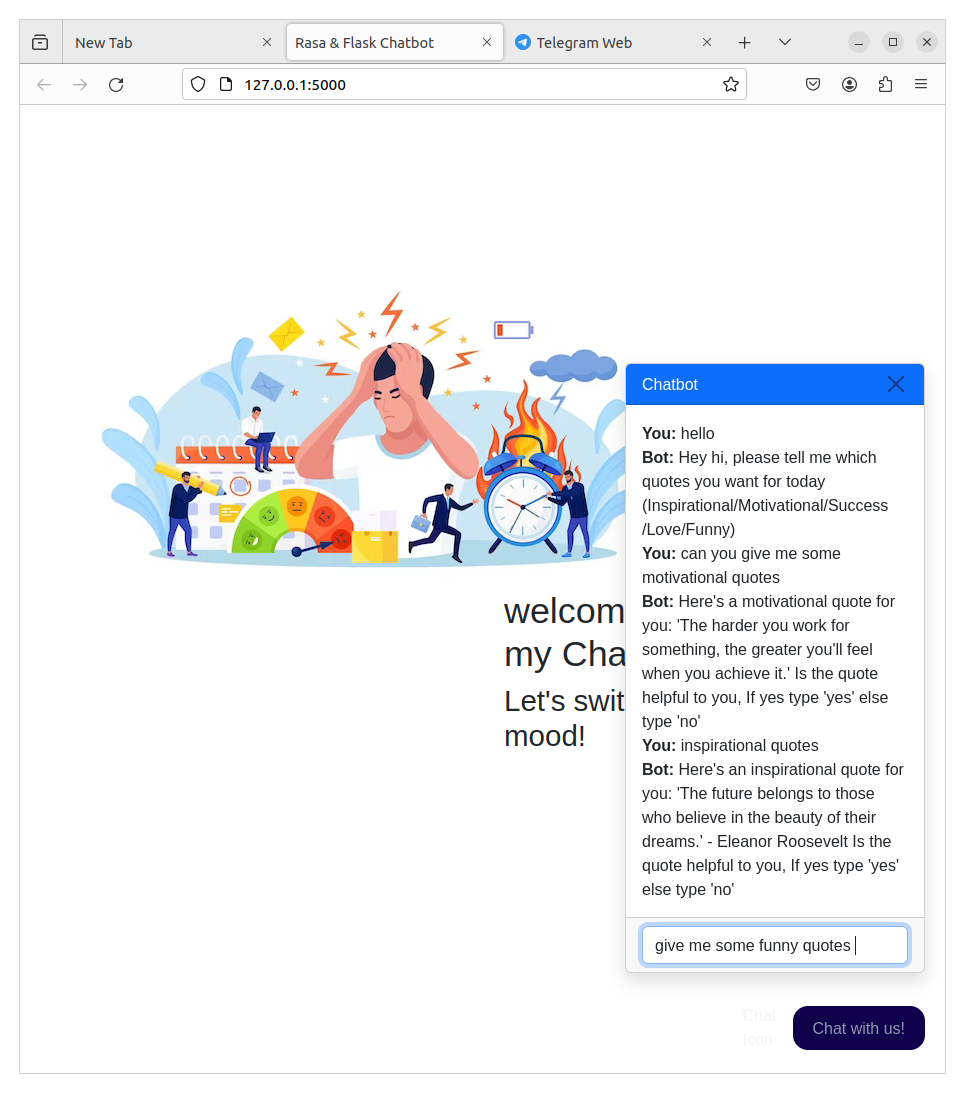 New Tab
Rasa & Flask Chatbot
Telegram Web
127.0.0.1:5000
Chatbot
You: hello
Bot: Hey hi, please tell me which
quotes you want for today
(Inspirational/Motivational/Success
/Love/Funny)
You: can you give me some
motivational quotes
Bot: Here's a motivational quote for
you: 'The harder you work for
something, the greater you'll feel
when you achieve it.' Is the quote
helpful to you, If yes type 'yes' else
type 'no'
You: inspirational quotes
Bot: Here's an inspirational quote for
you: 'The future belongs to those
who believe in the beauty of their
dreams.' - Eleanor Roosevelt Is the
quote helpful to you, If yes type 'yes'
else type 'no'
give me some funny quotes
welcom
my Cha
Let's swit
mood!
Chat
Icon
Chat with us!